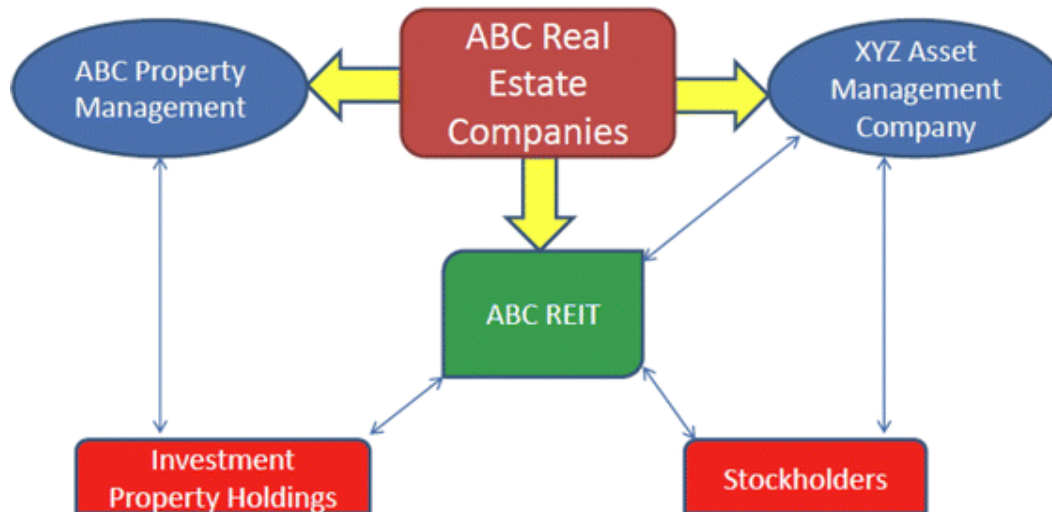 ABC Property
Management
ABC Real
Estate
Companies
XYZ Asset
Management
Company
ABC REIT
Investment
Property Holdings
Stockholders